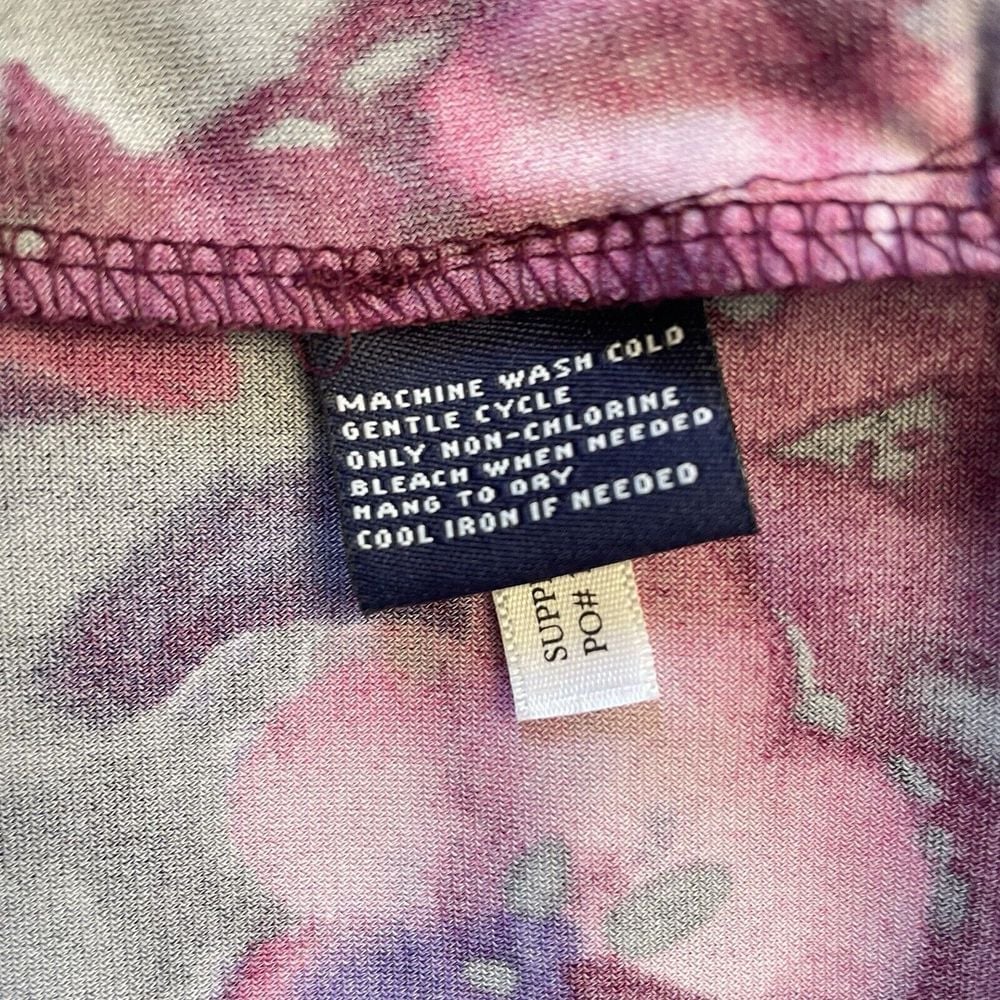 MACHINE WASH COLD
GENTLE CYCLE
ONLY NON-CHLORINE
BLEACH WHEN NEEDED
HANG TO DRY
COOL IRON IF NEEDED
SUPP
PO#